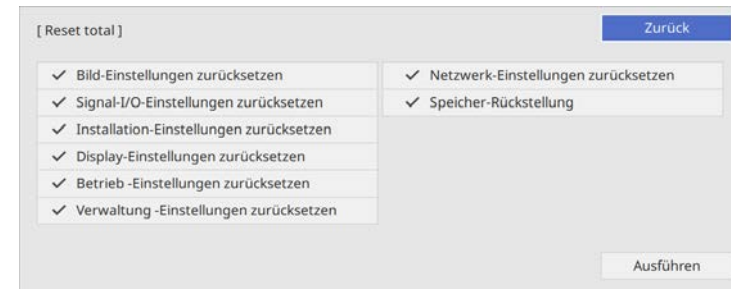 [ Reset total ]
Zurück
Bild-Einstellungen zurücksetzen
Signal-I/O-Einstellungen zurücksetzen
Installation-Einstellungen zurücksetzen
Display-Einstellungen zurücksetzen
Betrieb -Einstellungen zurücksetzen
Verwaltung -Einstellungen zurücksetzen
Netzwerk-Einstellungen zurücksetzen
Speicher-Rückstellung
Ausführen